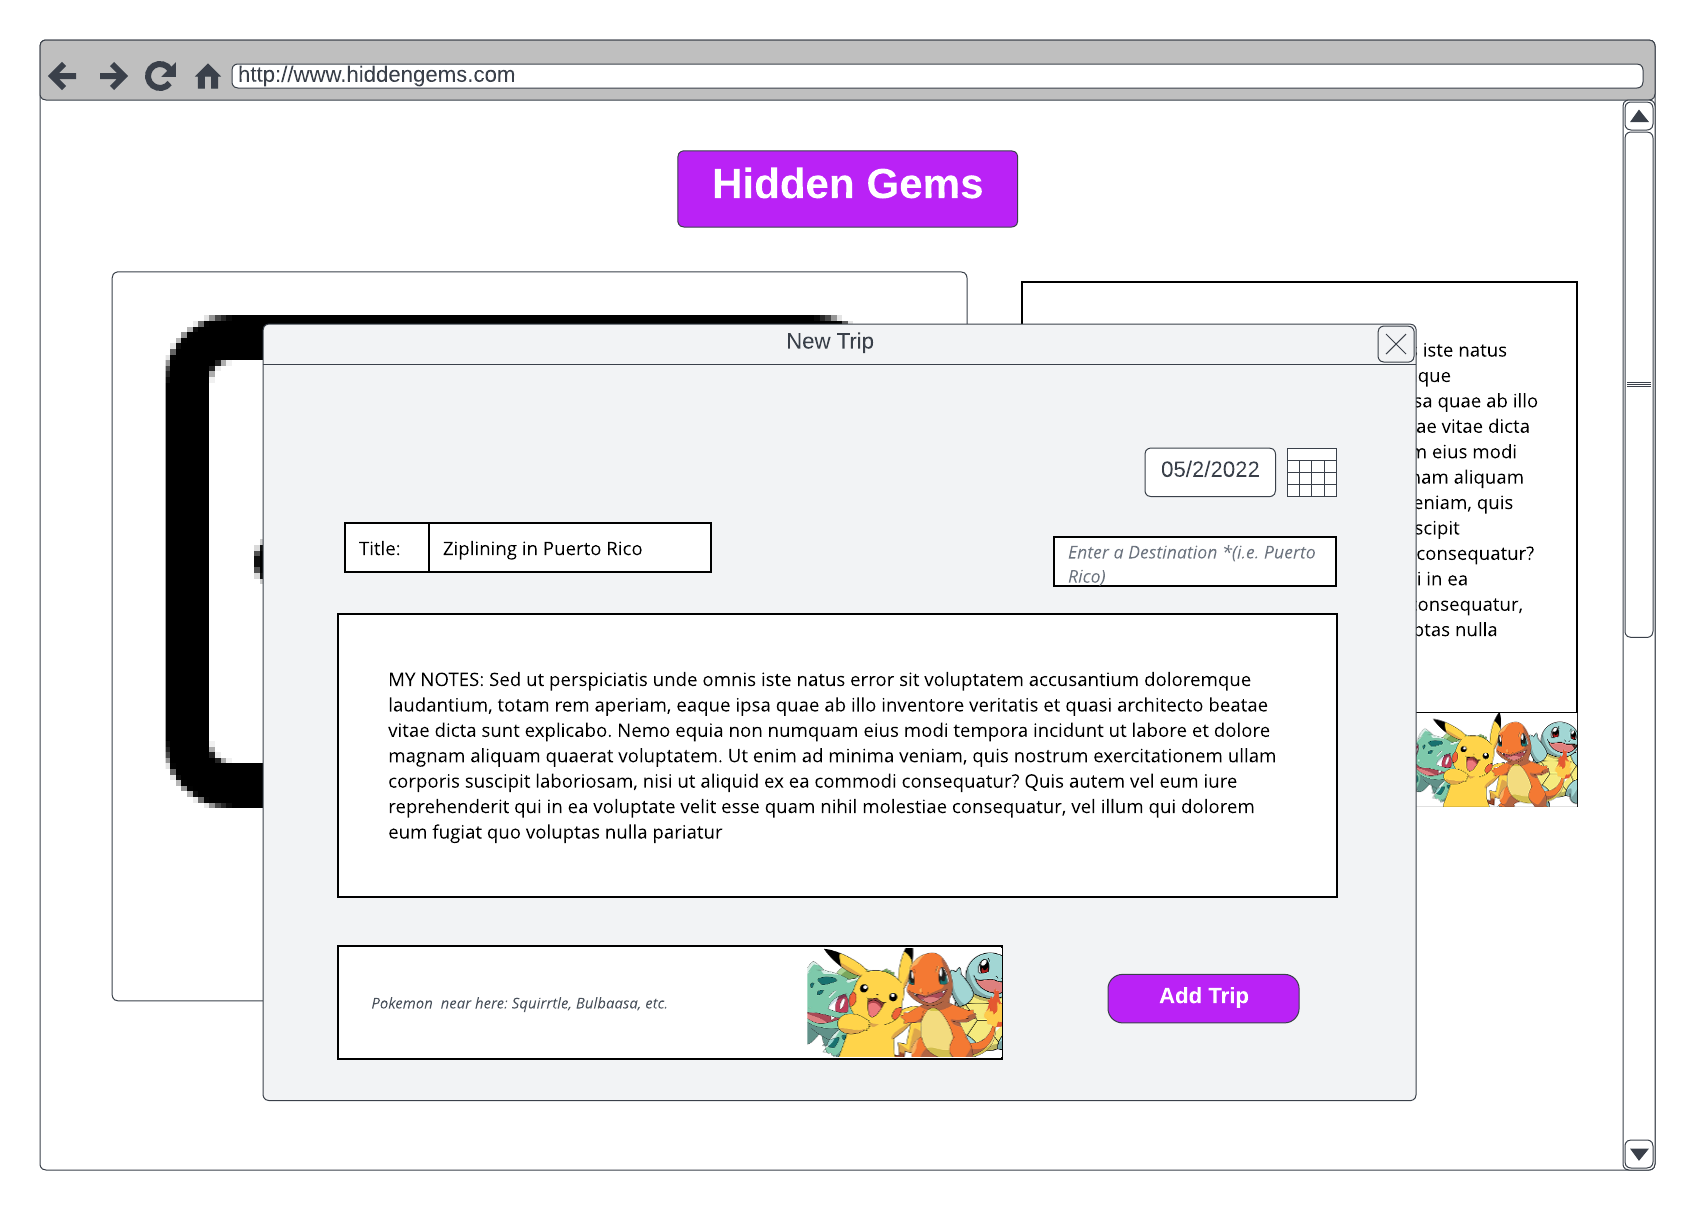 http://www.hiddengems.com
Hidden Gems
New Trip
05/2/2022
Title: Ziplining in Puerto Rico
Enter a Destination *(i.e. Puerto
Rico)
MY NOTES: Sed ut perspiciatis unde omnis iste natus error sit voluptatem accusantium doloremque
laudantium, totam rem aperiam, eaque ipsa quae ab illo inventore veritatis et quasi architecto beatae
vitae dicta sunt explicabo. Nemo equia non numquam eius modi tempora incidunt ut labore et dolore
magnam aliquam quaerat voluptatem. Ut enim ad minima veniam, quis nostrum exercitationem ullam
corporis suscipit laboriosam, nisi ut aliquid ex ea commodi consequatur? Quis autem vel eum iure
reprehenderit qui in ea voluptate velit esse quam nihil molestiae consequatur, vel illum qui dolorem
eum fugiat quo voluptas nulla pariatur
Pokemon near here: Squirrtle, Bulbaasa, etc.
Add Trip
iste natus
que
quae ab illo
vitae dicta
eius modi
aliquam
quis
consequatur?
in ea
nulla